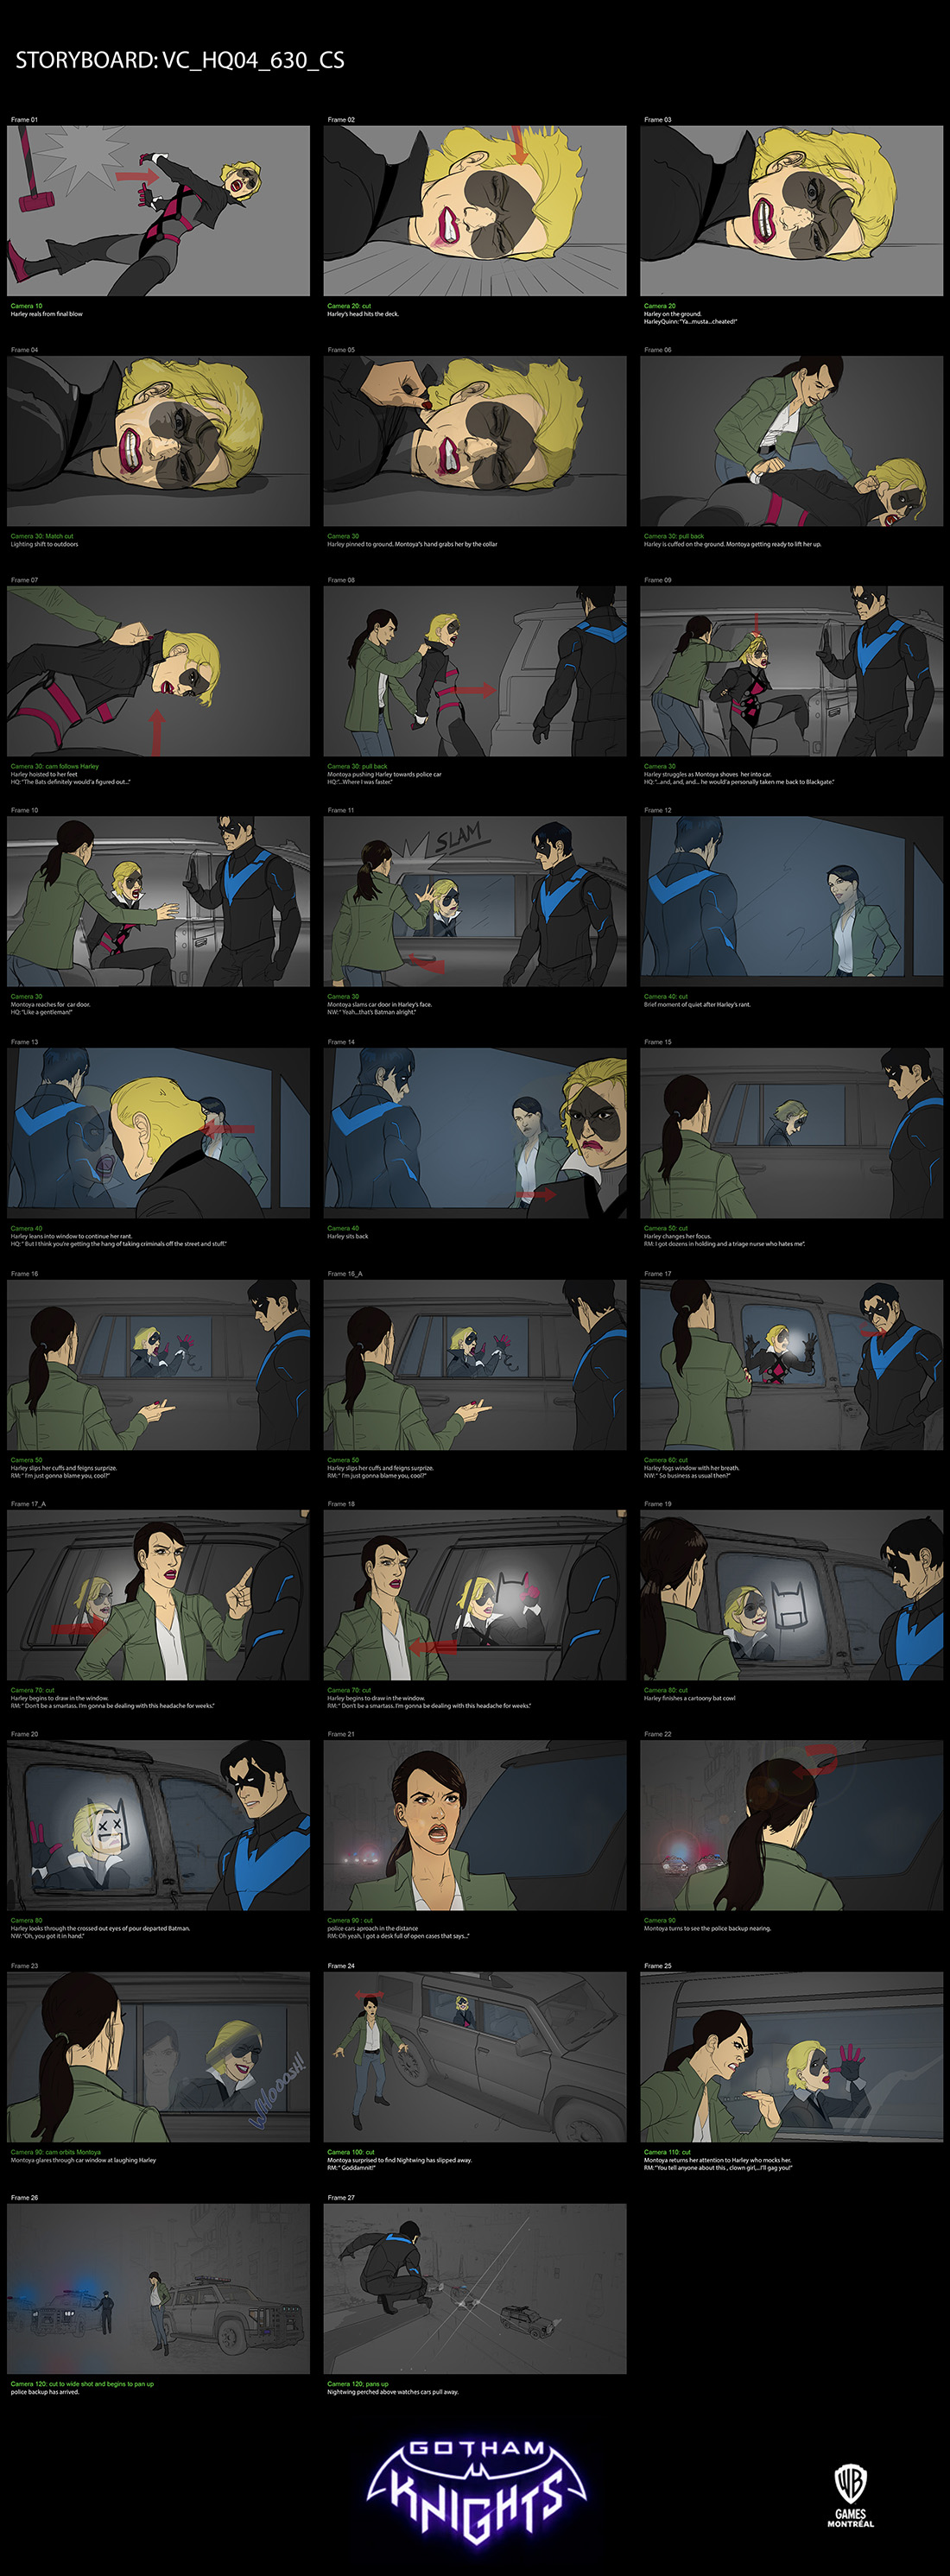 STORYBOARD: VC_HQ04_630_CS
Frame 01
Camera 10
Harley reals from final blow
Frame 02
Camera 20: cut
Harley's head hits the deck.
Frame 03
Camera 20
Harley on the ground.
HarleyQuinn: "Ya...musta...cheated!"
Frame 04
Camera 30: Match cut
Lighting shift to outdoors
Frame 05
Camera 30
Harley pinned to ground. Montoya's hand grabs her by the collar
Frame 06
Camera 30: pull back
Harley is cuffed on the ground. Montoya getting ready to lift her up.
Frame 07
Camera 30: cam follows Harley
Harley hoisted to her feet
HQ: "The Bats definitely would'a figured out..."
Frame 08
Camera 30: pull back
Montoya pushing Harley towards police car
HQ:"...Where I was faster."
Frame 09
Camera 30
Harley struggles as Montoya shoves her into car.
HQ: "...and, and, and... he would'a personally taken me back to Blackgate."
Frame 10
Camera 30
Montoya reaches for car door.
HQ: "Like a gentleman!"
Frame 11
SLAM
Camera 30
Montoya slams car door in Harley's face.
NW: " Yeah...that's Batman alright."
Frame 12
Camera 40: cut
Brief moment of quiet after Harley's rant.
Frame 13
Camera 40
Harley leans into window to continue her rant.
HQ: " But I think you're getting the hang of taking criminals off the street and stuff."
Frame 14
Camera 40
Harley sits back
Frame 15
Camera 50: cut
Harley changes her focus.
RM: I got dozens in holding and a triage nurse who hates me".
Frame 16
Camera 50
Harley slips her cuffs and feigns surprize.
RM: " I'm just gonna blame you, cool?"
Frame 16_A
Camera 50
Harley slips her cuffs and feigns surprize.
RM: " I'm just gonna blame you, cool?"
Frame 17
Camera 60: cut
Harley fogs window with her breath.
NW: " So business as usual then?"
Frame 17_A
Camera 70: cut
Harley begins to draw in the window.
RM: " Don't be a smartass. I'm gonna be dealing with this headache for weeks."
Frame 18
Camera 70: cut
Harley begins to draw in the window.
RM: " Don't be a smartass. I'm gonna be dealing with this headache for weeks."
Frame 19
Camera 80: cut
Harley finishes a cartoony bat cowl
Frame 20
Camera 80
Harley looks through the crossed out eyes of pour departed Batman.
NW: "Oh, you got it in hand."
Frame 21
Camera 90 : cut
police cars aproach in the distance
RM: Oh yeah, I got a desk full of open cases that says..."
Frame 22
Camera 90
Montoya turns to see the police backup nearing.
Frame 23
WHOOOSH!
Camera 90: cam orbits Montoya
Montoya glares through car window at laughing Harley
Frame 24
Camera 100: cut
Montoya surprised to find Nightwing has slipped away.
RM: " Goddamnit!"
Frame 25
Camera 110: cut
Montoya returns her attention to Harley who mocks her.
RM: "You tell anyone about this , clown girl,...I'll gag you!"
Frame 26
Camera 120: cut to wide shot and begins to pan up
police backup has arrived.
Frame 27
Camera 120; pans up
Nightwing perched above watches cars pull away.
GOTHAM
KNIGHTS
WB
GAMES
MONTRÉAL